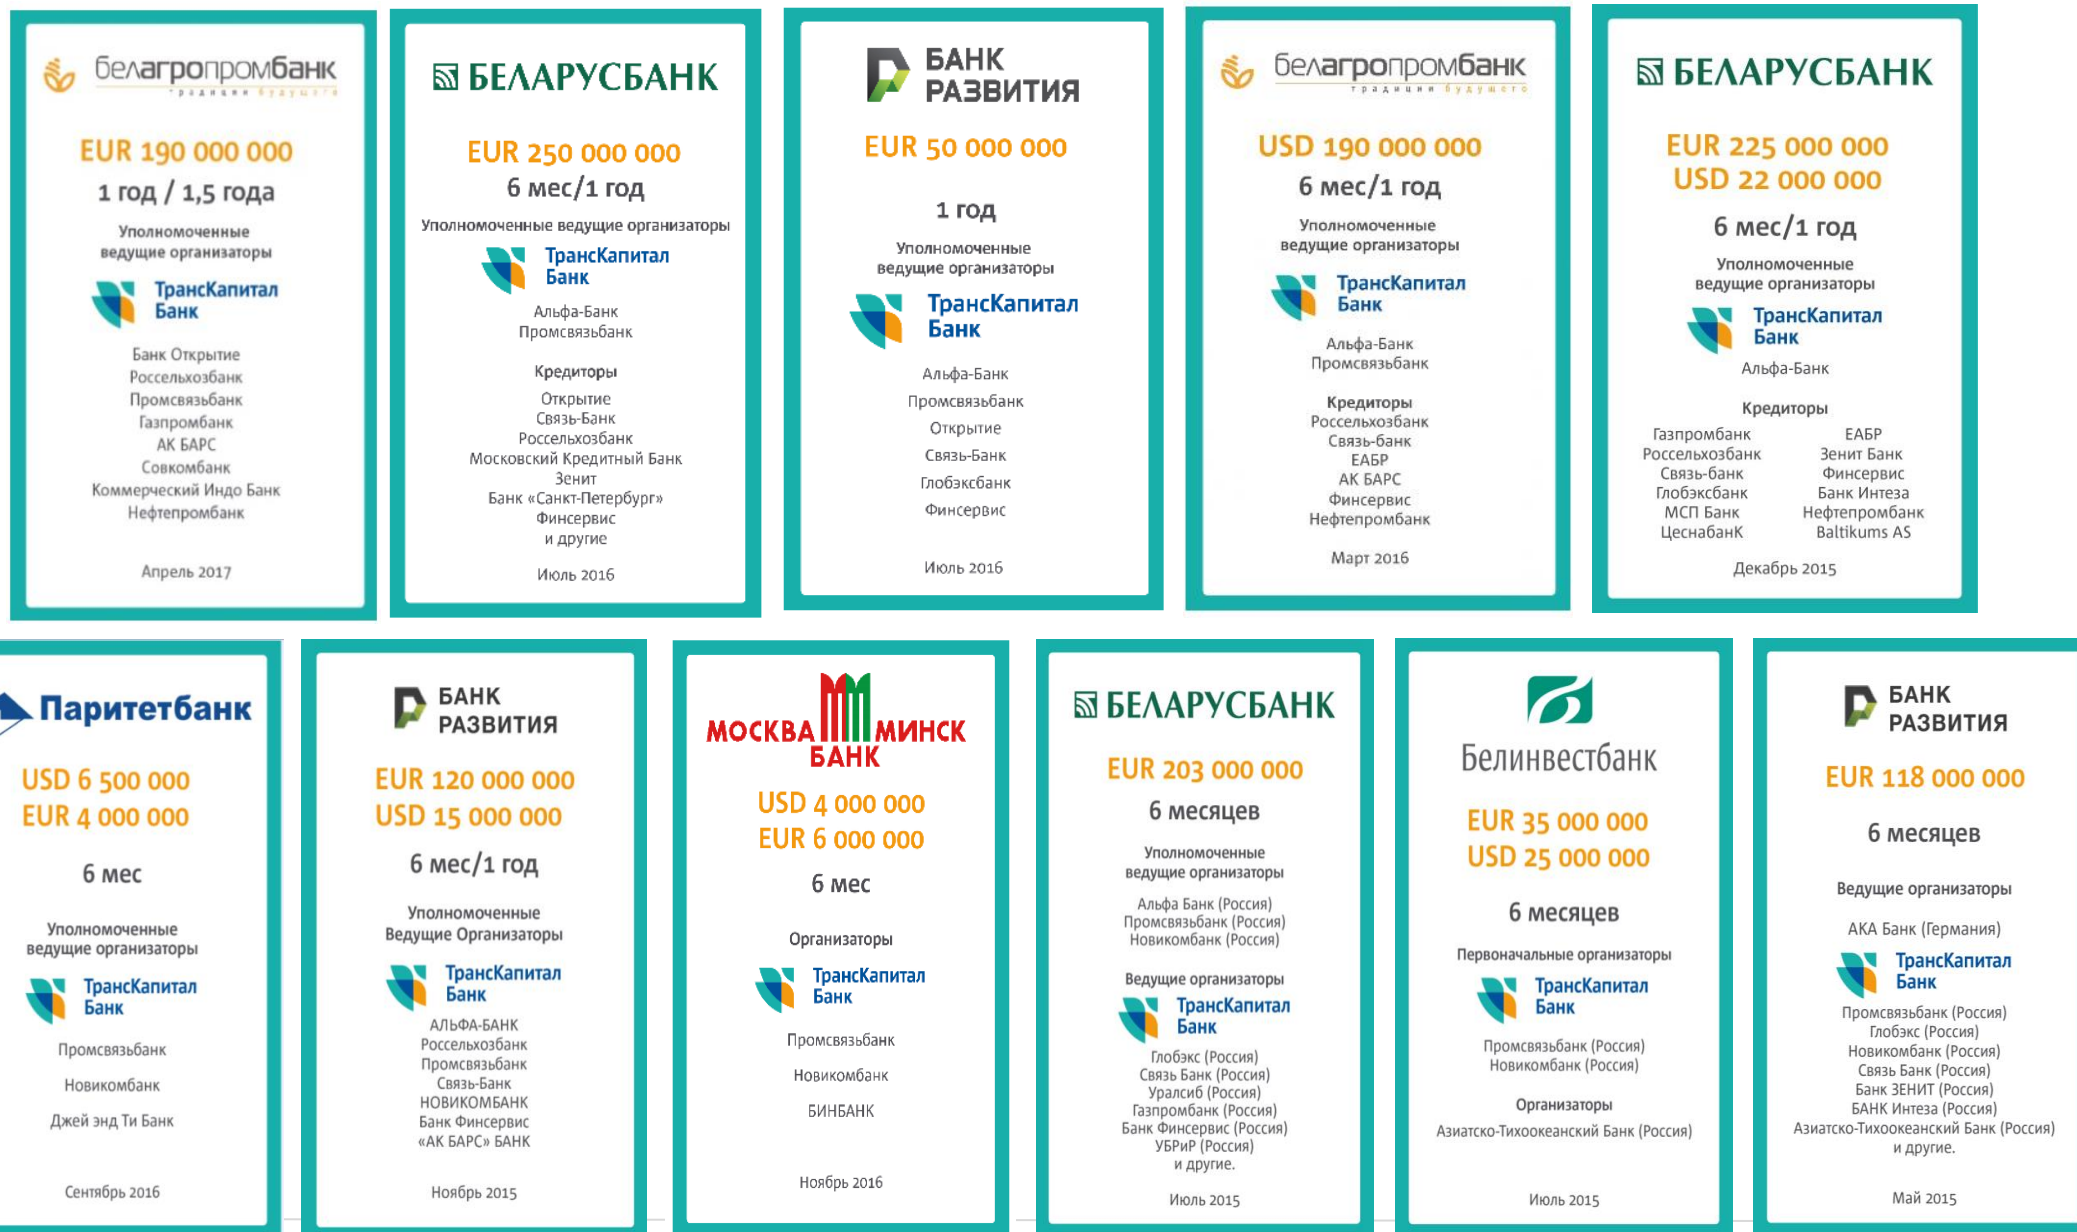 белагропромбанк
традиции будущего
EUR 190 000 000
1 год / 1,5 года
Уполномоченные
ведущие организаторы
ТрансКапитал
Банк
Банк Открытие
Россельхозбанк
Промсвязьбанк
Газпромбанк
АК БАРС
Совкомбанк
Коммерческий Индо Банк
Нефтепромбанк
Апрель 2017
БЕЛАРУСБАНК
EUR 250 000 000
6 мес/1 год
Уполномоченные ведущие организаторы
ТрансКапитал
Банк
Альфа-Банк
Промсвязьбанк
Кредиторы
Открытие
Связь-Банк
Россельхозбанк
Московский Кредитный Банк
Зенит
Банк «Санкт-Петербург»
Финсервис
и другие
Июль 2016
БАНК
РАЗВИТИЯ
EUR 50 000 000
1 год
Уполномоченные
ведущие организаторы
ТрансКапитал
Банк
Альфа-Банк
Промсвязьбанк
Открытие
Связь-Банк
Глобэксбанк
Финсервис
Июль 2016
белагропромбанк
традиции будущего
USD 190 000 000
6 мес/1 год
Уполномоченные
ведущие организаторы
ТрансКапитал
Банк
Альфа-Банк
Промсвязьбанк
Кредиторы
Россельхозбанк
Связь-банк
ЕАБР
АК БАРС
Финсервис
Нефтепромбанк
Март 2016
БЕЛАРУСБАНК
EUR 225 000 000
USD 22 000 000
6 мес/1 год
Уполномоченные
ведущие организаторы
ТрансКапитал
Банк
Альфа-Банк
Кредиторы
Газпромбанк ЕАБР
Россельхозбанк Зенит Банк
Связь-банк Финсервис
Глобэксбанк Банк Интеза
МСП Банк Нефтепромбанк
ЦеснабанК Baltikums AS
Декабрь 2015
Паритетбанк
USD 6 500 000
EUR 4 000 000
6 мес
Уполномоченные
ведущие организаторы
ТрансКапитал
Банк
Промсвязьбанк
Новикомбанк
Джей энд Ти Банк
Сентябрь 2016
БАНК
РАЗВИТИЯ
EUR 120 000 000
USD 15 000 000
6 мес/1 год
Уполномоченные
Ведущие Организаторы
ТрансКапитал
Банк
АЛЬФА-БАНК
Россельхозбанк
Промсвязьбанк
Связь-Банк
НОВИКОМБАНК
Банк Финсервис
«АК БАРС» БАНК
Ноябрь 2015
МОСКВА МИНСК
БАНК
USD 4 000 000
EUR 6 000 000
6 мес
Организаторы
ТрансКапитал
Банк
Промсвязьбанк
Новикомбанк
БИНБАНК
Ноябрь 2016
БЕЛАРУСБАНК
EUR 203 000 000
6 месяцев
Уполномоченные
ведущие организаторы
Альфа Банк (Россия)
Промсвязьбанк (Россия)
Новикомбанк (Россия)
Ведущие организаторы
ТрансКапитал
Банк
Глобэкс (Россия)
Связь Банк (Россия)
Уралсиб (Россия)
Газпромбанк (Россия)
Банк Финсервис (Россия)
УБРиР (Россия)
и другие.
Июль 2015
Белинвестбанк
EUR 35 000 000
USD 25 000 000
6 месяцев
Первоначальные организаторы
ТрансКапитал
Банк
Промсвязьбанк (Россия)
Новикомбанк (Россия)
Организаторы
Азиатско-Тихоокеанский Банк (Россия)
Июль 2015
БАНК
РАЗВИТИЯ
EUR 118 000 000
6 месяцев
Ведущие организаторы
АКА Банк (Германия)
ТрансКапитал
Банк
Промсвязьбанк (Россия)
Глобэкс (Россия)
Новикомбанк (Россия)
Связь Банк (Россия)
Банк ЗЕНИТ (Россия)
БАНК Интеза (Россия)
Азиатско-Тихоокеанский Банк (Россия)
и другие.
Май 2015